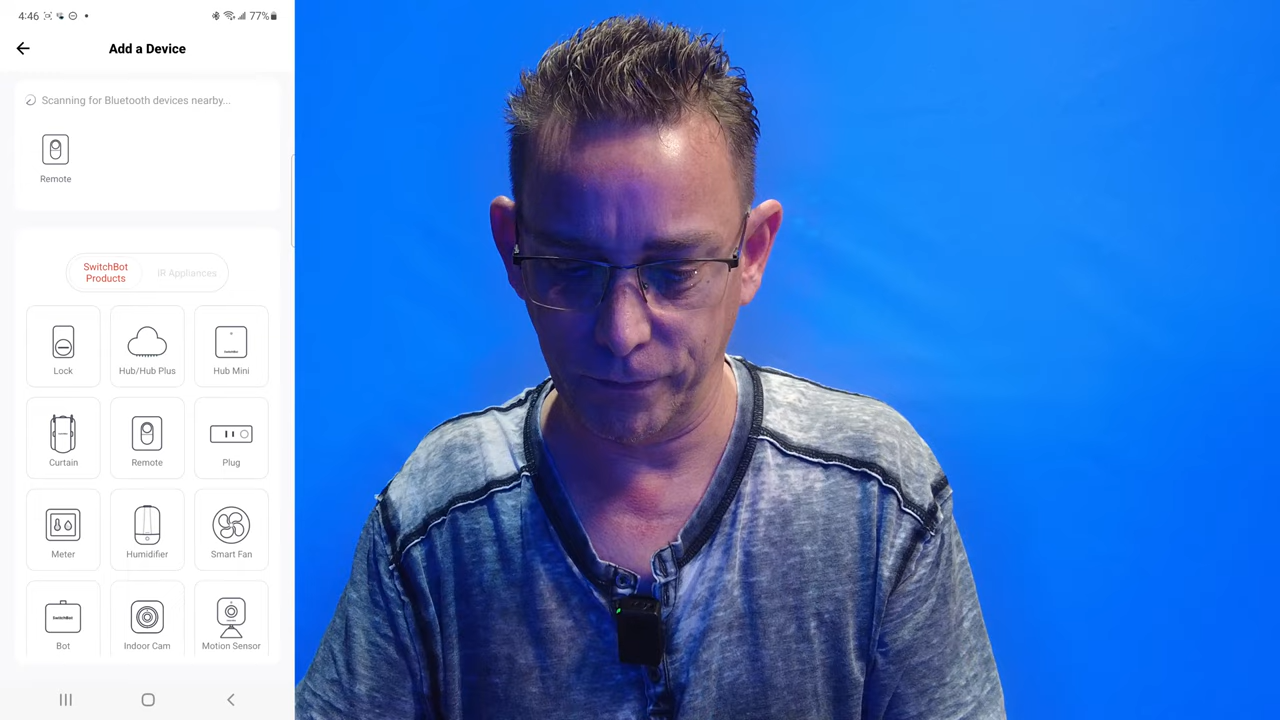 4:46
77%
Add a Device
Scanning for Bluetooth devices nearby...
Remote
SwitchBot
Products
IR Appliances
Lock
Hub/Hub Plus
Hub Mini
Curtain
Remote
Plug
Meter
Humidifier
Smart Fan
SwitchBot
Bot
Indoor Cam
Motion Sensor